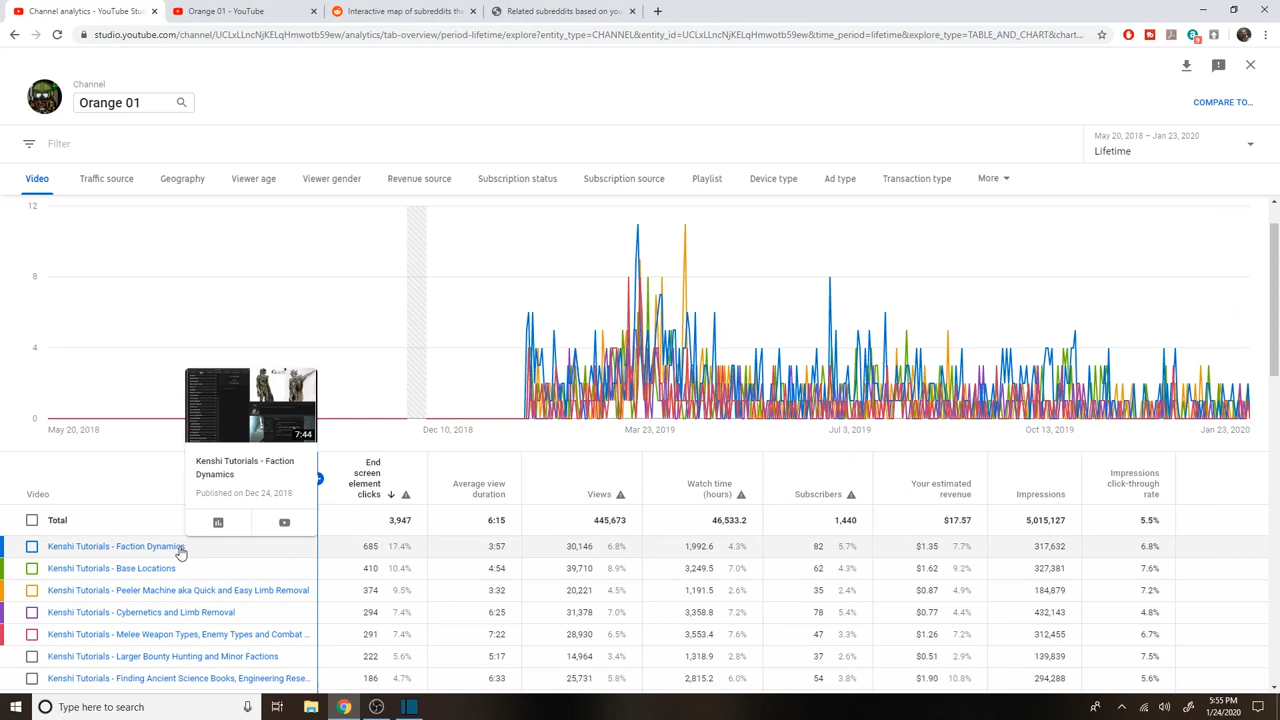 Channel analytics - YouTube Stud
Orange 01 - YouTube
Interactive map of subreddits the
Related subreddits based on you
studio.youtube.com/channel/UCLxLLncNjKELqHmwotb59ew/analytics/tab-overview/period-lifetime/explore?entity_type=CHANNEL&entity_id=UCLxLLncNjKELqHmwotb59ew&time_period=lifetime&explore_type=TABLE_AND_CHART&chart...
Channel
Orange 01
COMPARE TO...
Filter
May 20, 2018 – Jan 23, 2020
Lifetime
Video Traffic source Geography Viewer age Viewer gender Revenue source Subscription status Subscription source Playlist Device type Ad type Transaction type More
12
8
4
0
May 20, 2018 Dec 10, 2018 Mar 23, 2019 Jul 3, 2019 Oct 13, 2019 Jan 23, 2020
7:44
Kenshi Tutorials - Faction
Dynamics
Published on Dec 24, 2018
Video
End screen element clicks
Average view duration
Views
Watch time (hours)
Subscribers
Your estimated revenue
Impressions
Impressions click-through rate
Total 3,947 6:15 445,673 46,533.2 1,440 $17.57 5,015,127 5.5%
Kenshi Tutorials - Faction Dynamics 685 17.4% 3:57 30,146 6.8% 1,992.6 4.3% 82 5.7% $1.35 7.7% 317,632 6.8%
Kenshi Tutorials - Base Locations 410 10.4% 4:54 39,710 8.9% 3,249.5 7.0% 62 4.3% $1.62 9.2% 327,381 7.6%
Kenshi Tutorials - Peeler Machine aka Quick and Easy Limb Removal 374 9.5% 3:32 20,221 4.5% 1,191.5 2.6% 35 2.4% $0.87 4.9% 184,879 7.2%
Kenshi Tutorials - Cybernetics and Limb Removal 294 7.4% 6:25 31,378 7.0% 3,358.8 7.2% 78 5.4% $0.77 4.4% 432,143 4.8%
Kenshi Tutorials - Melee Weapon Types, Enemy Types and Combat ... 291 7.4% 7:22 28,930 6.5% 3,553.4 7.6% 47 3.3% $1.26 7.2% 312,455 6.7%
Kenshi Tutorials - Larger Bounty Hunting and Minor Factions 222 5.6% 5:17 14,964 3.4% 1,318.9 2.8% 37 2.6% $0.51 2.9% 139,839 7.5%
Kenshi Tutorials - Finding Ancient Science Books, Engineering Rese... 186 4.7% 6:33 25,731 5.8% 2,815.2 6.0% 54 3.8% $1.90 10.8% 294,288 5.6%
Type here to search
5:55 PM
1/24/2020